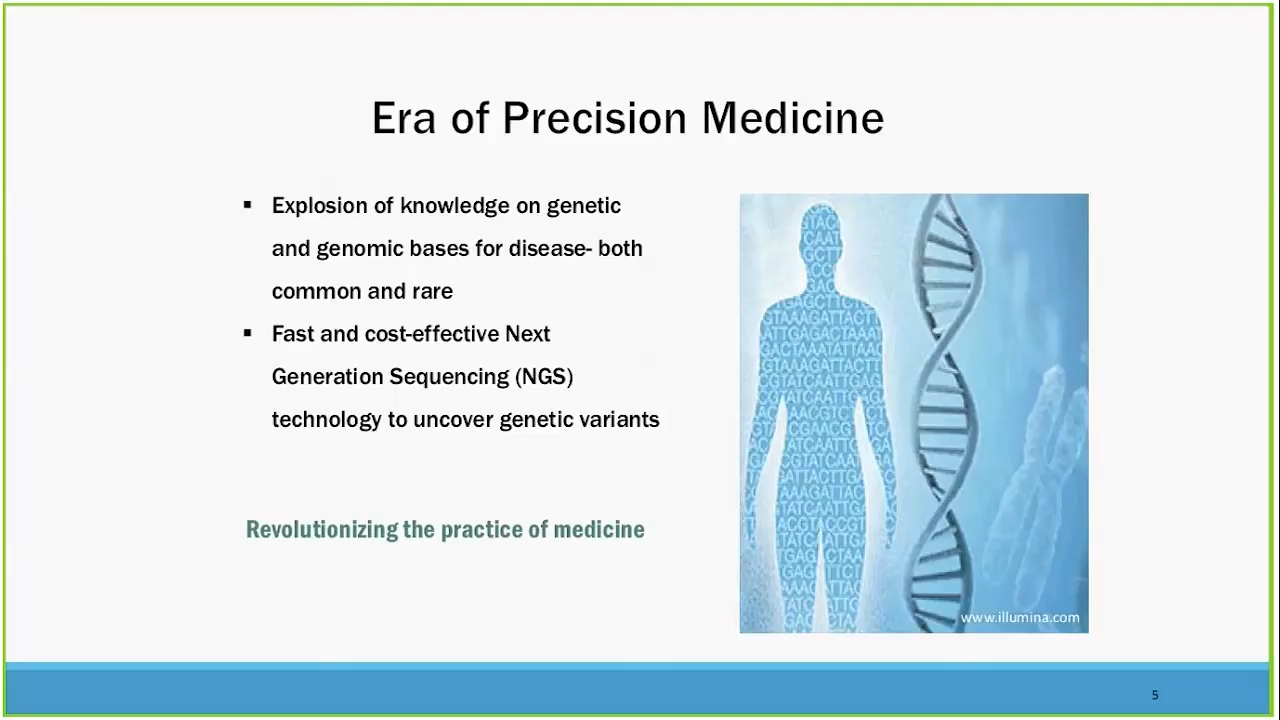 Era of Precision Medicine
▪ Explosion of knowledge on genetic
and genomic bases for disease- both
common and rare
▪ Fast and cost-effective Next
Generation Sequencing (NGS)
technology to uncover genetic variants
Revolutionizing the practice of medicine
www.illumina.com
5